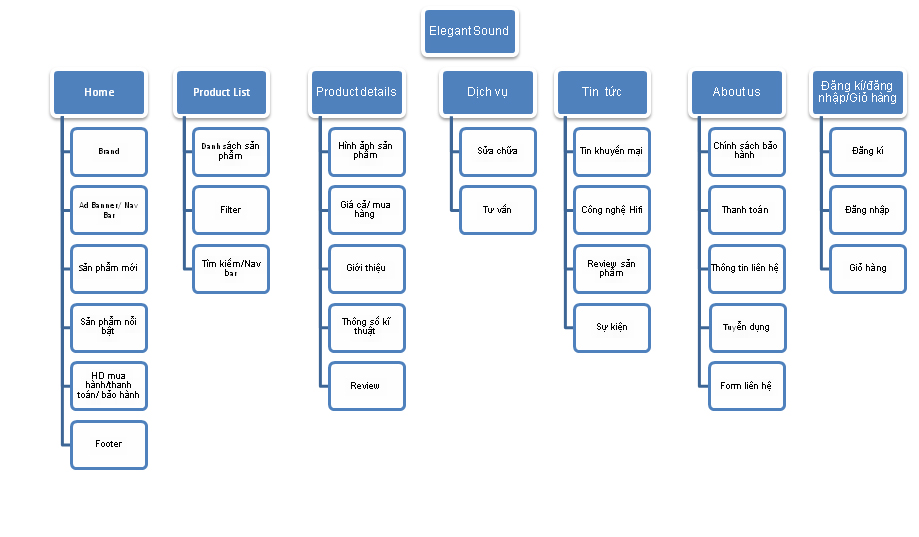 Elegant Sound
Home
Brand
Ad Banner/ Nav
Bar
Sản phẩm mới
Sản phẩm nổi
bật
HD mua
hành/thanh
toán/ bảo hành
Footer
Product List
Danh sách sản
phẩm
Filter
Tìm kiếm/Nav
bar
Product details
Hình ảnh sản
phẩm
Giá cả/ mua
hàng
Giới thiệu
Thông số kĩ
thuật
Review
Dịch vụ
Sửa chữa
Tư vấn
Tin tức
Tin khuyến mại
Công nghệ Hifi
Review sản
phẩm
Sự kiện
About us
Chính sách bảo
hành
Thanh toán
Thông tin liên hệ
Tuyển dụng
Form liên hệ
Đăng kí/đăng
nhập/Giỏ hàng
Đăng kí
Đăng nhập
Giỏ hàng